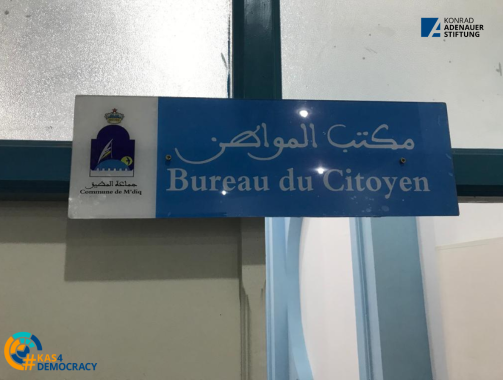 KONRAD
ADENAUER
STIFTUNG
مكتب المواطن
Bureau du Citoyen
جماعة المضيق
Commune de M'diq
#KAS4
DEMOCRACY